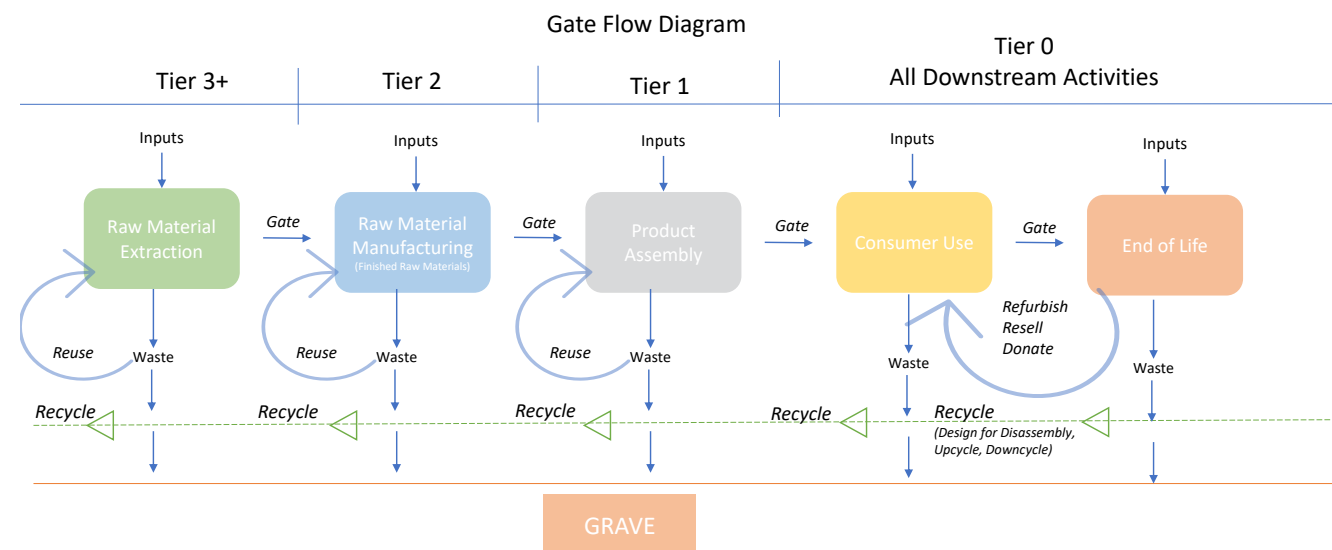 Gate Flow Diagram
Tier 3+
Tier 2
Tier 1
Tier 0
All Downstream Activities
Inputs
Inputs
Inputs
Inputs
Inputs
Raw Material
Extraction
Gate
Raw Material
Manufacturing
(Finished Raw Materials)
Gate
Product
Assembly
Gate
Consumer Use
Gate
End of Life
Refurbish
Resell
Donate
Reuse
Waste
Reuse
Waste
Reuse
Waste
Waste
Waste
Recycle
Recycle
Recycle
Recycle
Recycle
(Design for Disassembly,
Upcycle, Downcycle)
GRAVE